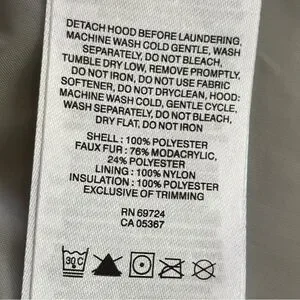 DETACH HOOD BEFORE LAUNDERING,
MACHINE WASH COLD GENTLE, WASH
SEPARATELY, DO NOT BLEACH,
TUMBLE DRY LOW, REMOVE PROMPTLY,
DO NOT IRON, DO NOT USE FABRIC
SOFTENER, DO NOT DRYCLEAN, HOOD:
MACHINE WASH COLD, GENTLE CYCLE,
WASH SEPARATELY, DO NOT BLEACH,
DRY FLAT, DO NOT IRON
SHELL : 100% POLYESTER
FAUX FUR : 76% MODACRYLIC,
24% POLYESTER
LINING : 100% NYLON
INSULATION : 100% POLYESTER
EXCLUSIVE OF TRIMMING
RN 69724
CA 05367
30C